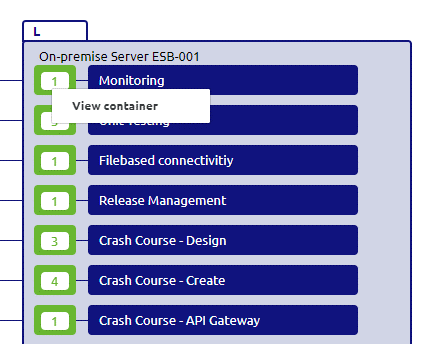 L
On-premise Server ESB-001
1 Monitoring
View container
Unit Testing
1 Filebased connectivitiy
1 Release Management
3 Crash Course - Design
4 Crash Course - Create
1 Crash Course - API Gateway